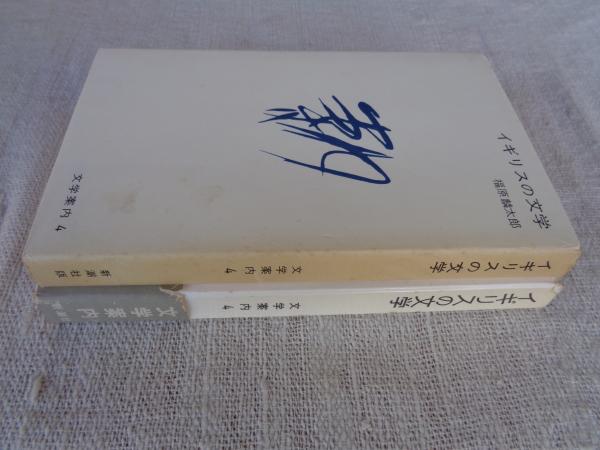 イギリスの文学
福原麟太郎
新
文学案内 4
イギリスの文学
文学案内 4
新潮社版
イギリスの文学
文学案内 4
文学案内